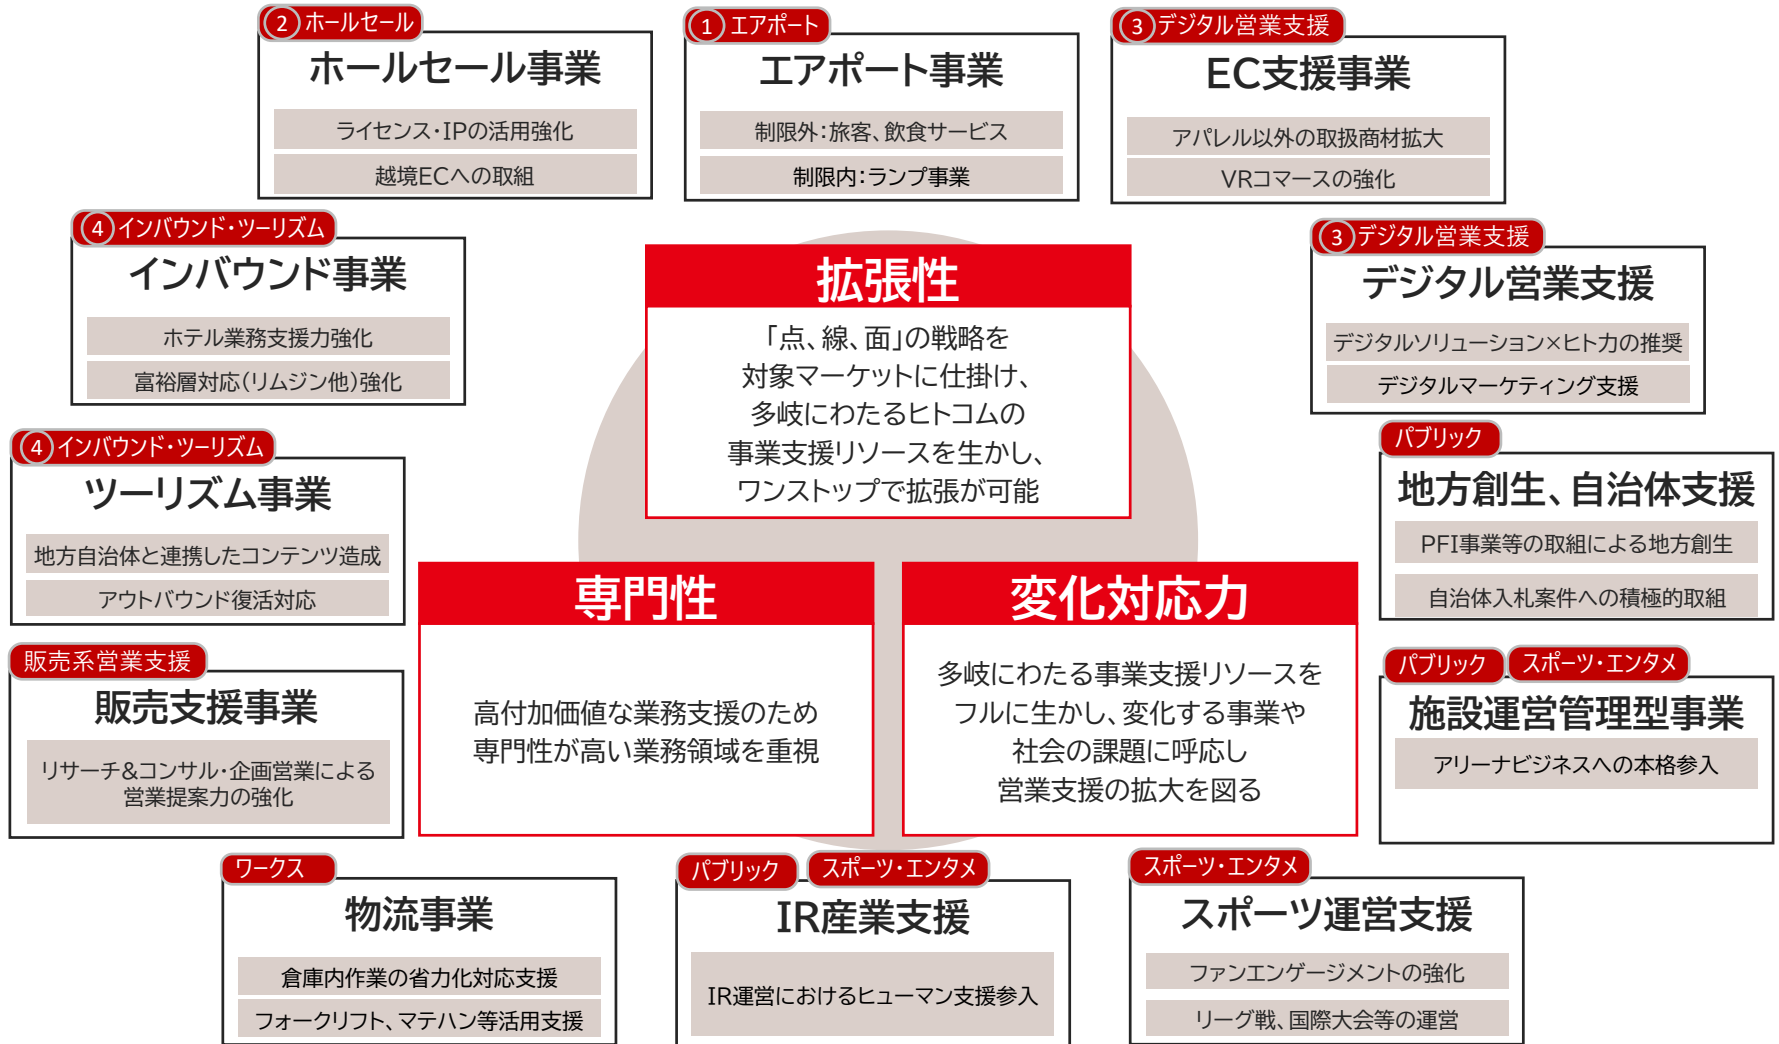 ② ホールセール
ホールセール事業
ライセンス・IPの活用強化
越境ECへの取組
① エアポート
エアポート事業
制限外：旅客、飲食サービス
制限内：ランプ事業
③ デジタル営業支援
EC支援事業
アパレル以外の取扱商材拡大
VRコマースの強化
④ インバウンド・ツーリズム
インバウンド事業
ホテル業務支援力強化
富裕層対応（リムジン他）強化
③ デジタル営業支援
デジタル営業支援
デジタルソリューション×ヒト力の推奨
デジタルマーケティング支援
拡張性
「点、線、面」の戦略を
対象マーケットに仕掛け、
多岐にわたるヒトコムの
事業支援リソースを生かし、
ワンストップで拡張が可能
④ インバウンド・ツーリズム
ツーリズム事業
地方自治体と連携したコンテンツ造成
アウトバウンド復活対応
パブリック
地方創生、自治体支援
PFI事業等の取組による地方創生
自治体入札案件への積極的取組
専門性
高付加価値な業務支援のため
専門性が高い業務領域を重視
変化対応力
多岐にわたる事業支援リソースを
フルに生かし、変化する事業や
社会の課題に呼応し
営業支援の拡大を図る
販売系営業支援
販売支援事業
リサーチ&コンサル・企画営業による
営業提案力の強化
パブリック スポーツ・エンタメ
施設運営管理型事業
アリーナビジネスへの本格参入
ワークス
物流事業
倉庫内作業の省力化対応支援
フォークリフト、マテハン等活用支援
パブリック スポーツ・エンタメ
IR産業支援
IR運営におけるヒューマン支援参入
スポーツ・エンタメ
スポーツ運営支援
ファンエンゲージメントの強化
リーグ戦、国際大会等の運営